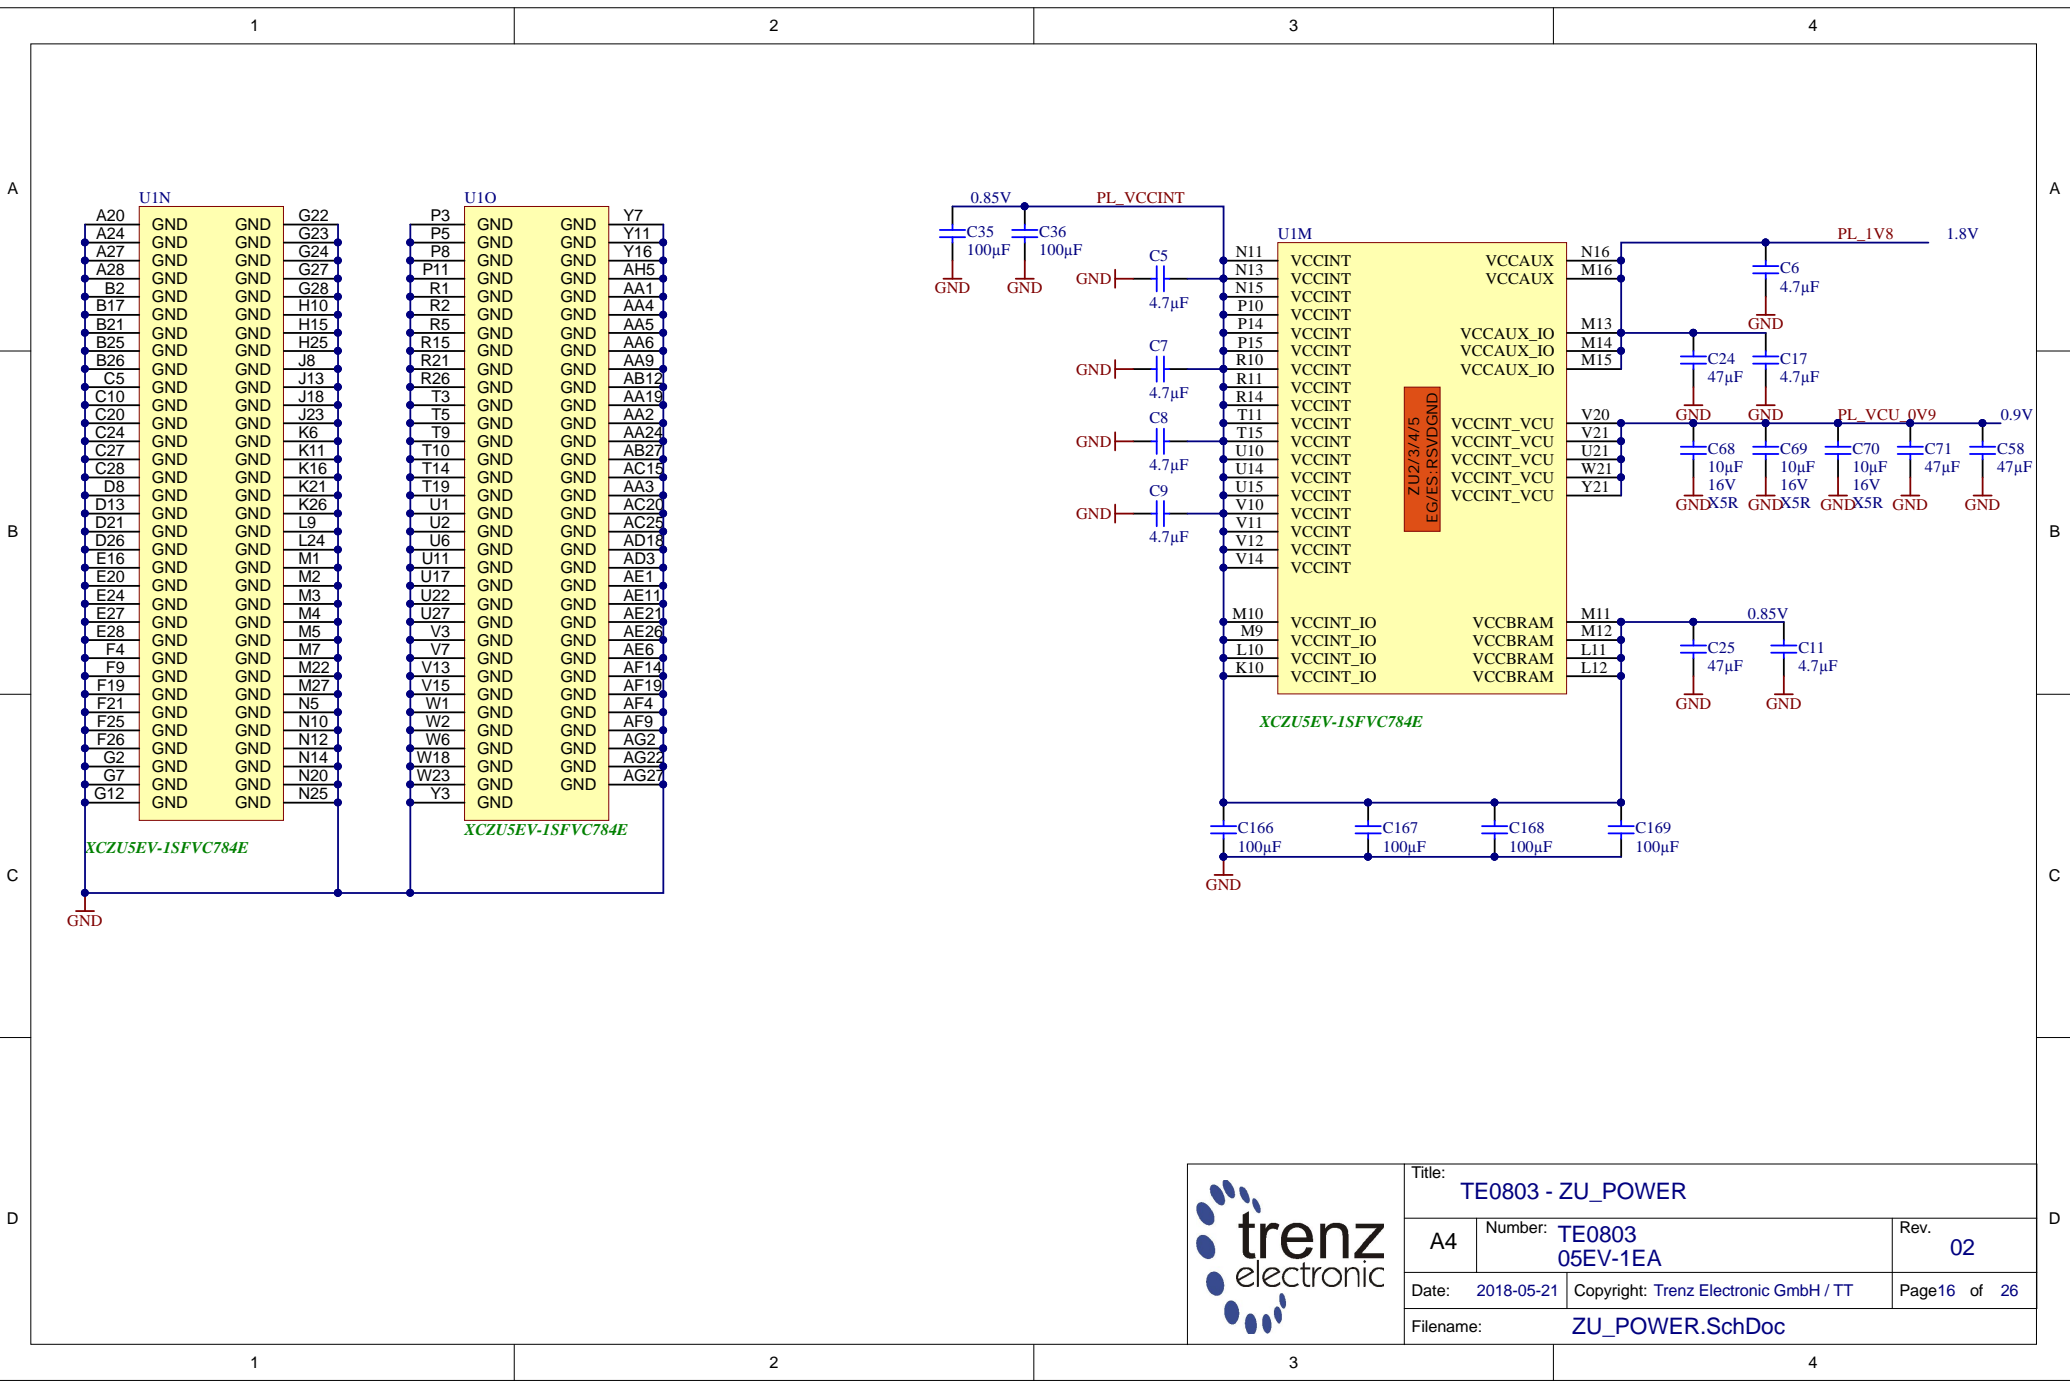 1 2 3 4
A A
B B
C C
D D
U1N
A20 GND GND G22
A24 GND GND G23
A27 GND GND G24
A28 GND GND G27
B2 GND GND G28
B17 GND GND H10
B21 GND GND H15
B25 GND GND H25
B26 GND GND J8
C5 GND GND J13
C10 GND GND J18
C20 GND GND J23
C24 GND GND K6
C27 GND GND K11
C28 GND GND K16
D8 GND GND K21
D13 GND GND K26
D21 GND GND L9
D26 GND GND L24
E16 GND GND M1
E20 GND GND M2
E24 GND GND M3
E27 GND GND M4
E28 GND GND M5
F4 GND GND M7
F9 GND GND M22
F19 GND GND M27
F21 GND GND N5
F25 GND GND N10
F26 GND GND N12
G2 GND GND N14
G7 GND GND N20
G12 GND GND N25
XCZU5EV-1SFVC784E
GND
U1O
P3 GND GND Y7
P5 GND GND Y11
P8 GND GND Y16
P11 GND GND AH5
R1 GND GND AA1
R2 GND GND AA4
R5 GND GND AA5
R15 GND GND AA6
R21 GND GND AA9
R26 GND GND AB12
T3 GND GND AA19
T5 GND GND AA2
T9 GND GND AA24
T10 GND GND AB27
T14 GND GND AC15
T19 GND GND AA3
U1 GND GND AC20
U2 GND GND AC25
U6 GND GND AD18
U11 GND GND AD3
U17 GND GND AE1
U22 GND GND AE11
U27 GND GND AE21
V3 GND GND AE26
V7 GND GND AE6
V13 GND GND AF14
V15 GND GND AF19
W1 GND GND AF4
W2 GND GND AF9
W6 GND GND AG2
W18 GND GND AG22
W23 GND GND AG27
Y3 GND
XCZU5EV-1SFVC784E
0.85V PL_VCCINT
C35 100µF GND
C36 100µF GND
GND C5 4.7µF
GND C7 4.7µF
GND C8 4.7µF
GND C9 4.7µF
U1M
N11 VCCINT VCCAUX N16
N13 VCCINT VCCAUX M16
N15 VCCINT
P10 VCCINT
P14 VCCINT VCCAUX_IO M13
P15 VCCINT VCCAUX_IO M14
R10 VCCINT VCCAUX_IO M15
R11 VCCINT
R14 VCCINT
T11 VCCINT VCCINT_VCU V20
T15 VCCINT VCCINT_VCU V21
U10 VCCINT VCCINT_VCU U21
U14 VCCINT VCCINT_VCU W21
U15 VCCINT VCCINT_VCU Y21
V10 VCCINT
V11 VCCINT
V12 VCCINT
V14 VCCINT
M10 VCCINT_IO VCCBRAM M11
M9 VCCINT_IO VCCBRAM M12
L10 VCCINT_IO VCCBRAM L11
K10 VCCINT_IO VCCBRAM L12
ZU2/3/4/5
EG/ES:RSVDGND
XCZU5EV-1SFVC784E
PL_1V8 1.8V
C6 4.7µF GND
C24 47µF GND
C17 4.7µF GND
PL_VCU_0V9 0.9V
C68 10µF 16V X5R GND
C69 10µF 16V X5R GND
C70 10µF 16V X5R GND
C71 47µF GND
C58 47µF GND
0.85V
C25 47µF GND
C11 4.7µF GND
C166 100µF
C167 100µF
C168 100µF
C169 100µF
GND
trenz
electronic
Title:
TE0803 - ZU_POWER
A4 Number: TE0803
05EV-1EA
Rev. 02
Date: 2018-05-21 Copyright: Trenz Electronic GmbH / TT Page16 of 26
Filename: ZU_POWER.SchDoc
1 2 3 4